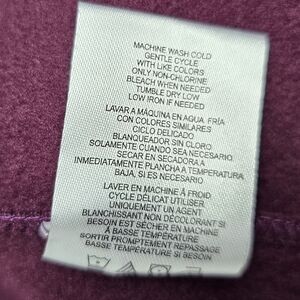 MACHINE WASH COLD
GENTLE CYCLE
WITH LIKE COLORS
ONLY NON-CHLORINE
BLEACH WHEN NEEDED
TUMBLE DRY LOW
LOW IRON IF NEEDED
LAVAR A MÁQUINA EN AGUA FRÍA
CON COLORES SIMILARES
CICLO DELICADO
BLANQUEADOR SIN CLORO
SOLAMENTE CUANDO SEA NECESARIO.
SECAR EN SECADORA A
INMEDIATAMENTE PLANCHA A TEMPERATURA
BAJA, SI ES NECESARIO
LAVER EN MACHINE À FROID
CYCLE DÉLICAT UTILISER
UNIQUEMENT UN AGENT
BLANCHISSANT NON DÉCOLORANT SI
BESOIN EST SÉCHER EN MACHINE
À BASSE TEMPÉRATURE
SORTIR PROMPTEMENT REPASSAGE
BASSE TEMPÉRATURE SI BESOIN